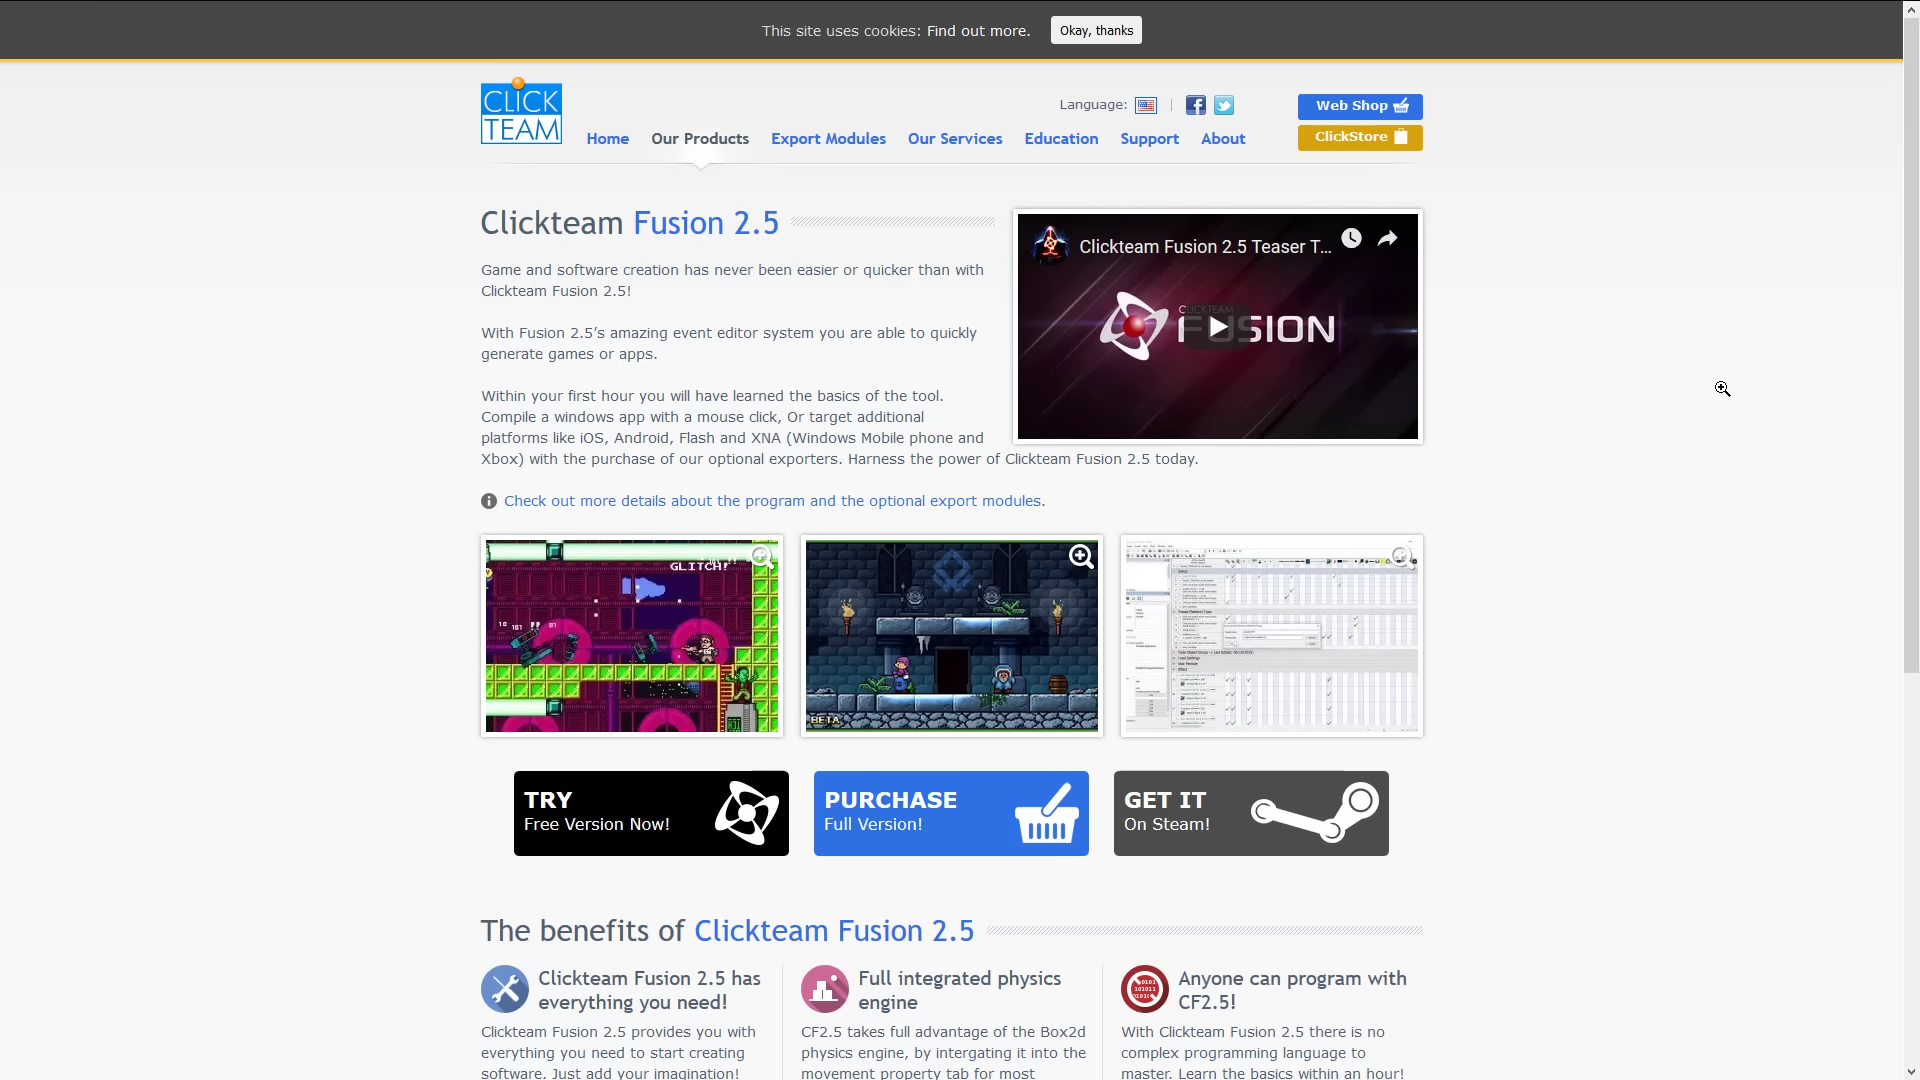 This site uses cookies: Find out more. Okay, thanks
CLICK
TEAM
Language:
Web Shop
ClickStore
Home Our Products Export Modules Our Services Education Support About
Clickteam Fusion 2.5
Game and software creation has never been easier or quicker than with
Clickteam Fusion 2.5!
With Fusion 2.5’s amazing event editor system you are able to quickly
generate games or apps.
Within your first hour you will have learned the basics of the tool.
Compile a windows app with a mouse click, Or target additional
platforms like iOS, Android, Flash and XNA (Windows Mobile phone and
Xbox) with the purchase of our optional exporters. Harness the power of Clickteam Fusion 2.5 today.
Clickteam Fusion 2.5 Teaser T...
CLICKTEAM
FUSION
Check out more details about the program and the optional export modules.
GLITCH!
BETA
TRY
Free Version Now!
PURCHASE
Full Version!
GET IT
On Steam!
The benefits of Clickteam Fusion 2.5
Clickteam Fusion 2.5 has
everything you need!
Clickteam Fusion 2.5 provides you with
everything you need to start creating
software. Just add your imagination!
Full integrated physics
engine
CF2.5 takes full advantage of the Box2d
physics engine, by intergating it into the
movement property tab for most
Anyone can program with
CF2.5!
With Clickteam Fusion 2.5 there is no
complex programming language to
master. Learn the basics within an hour!